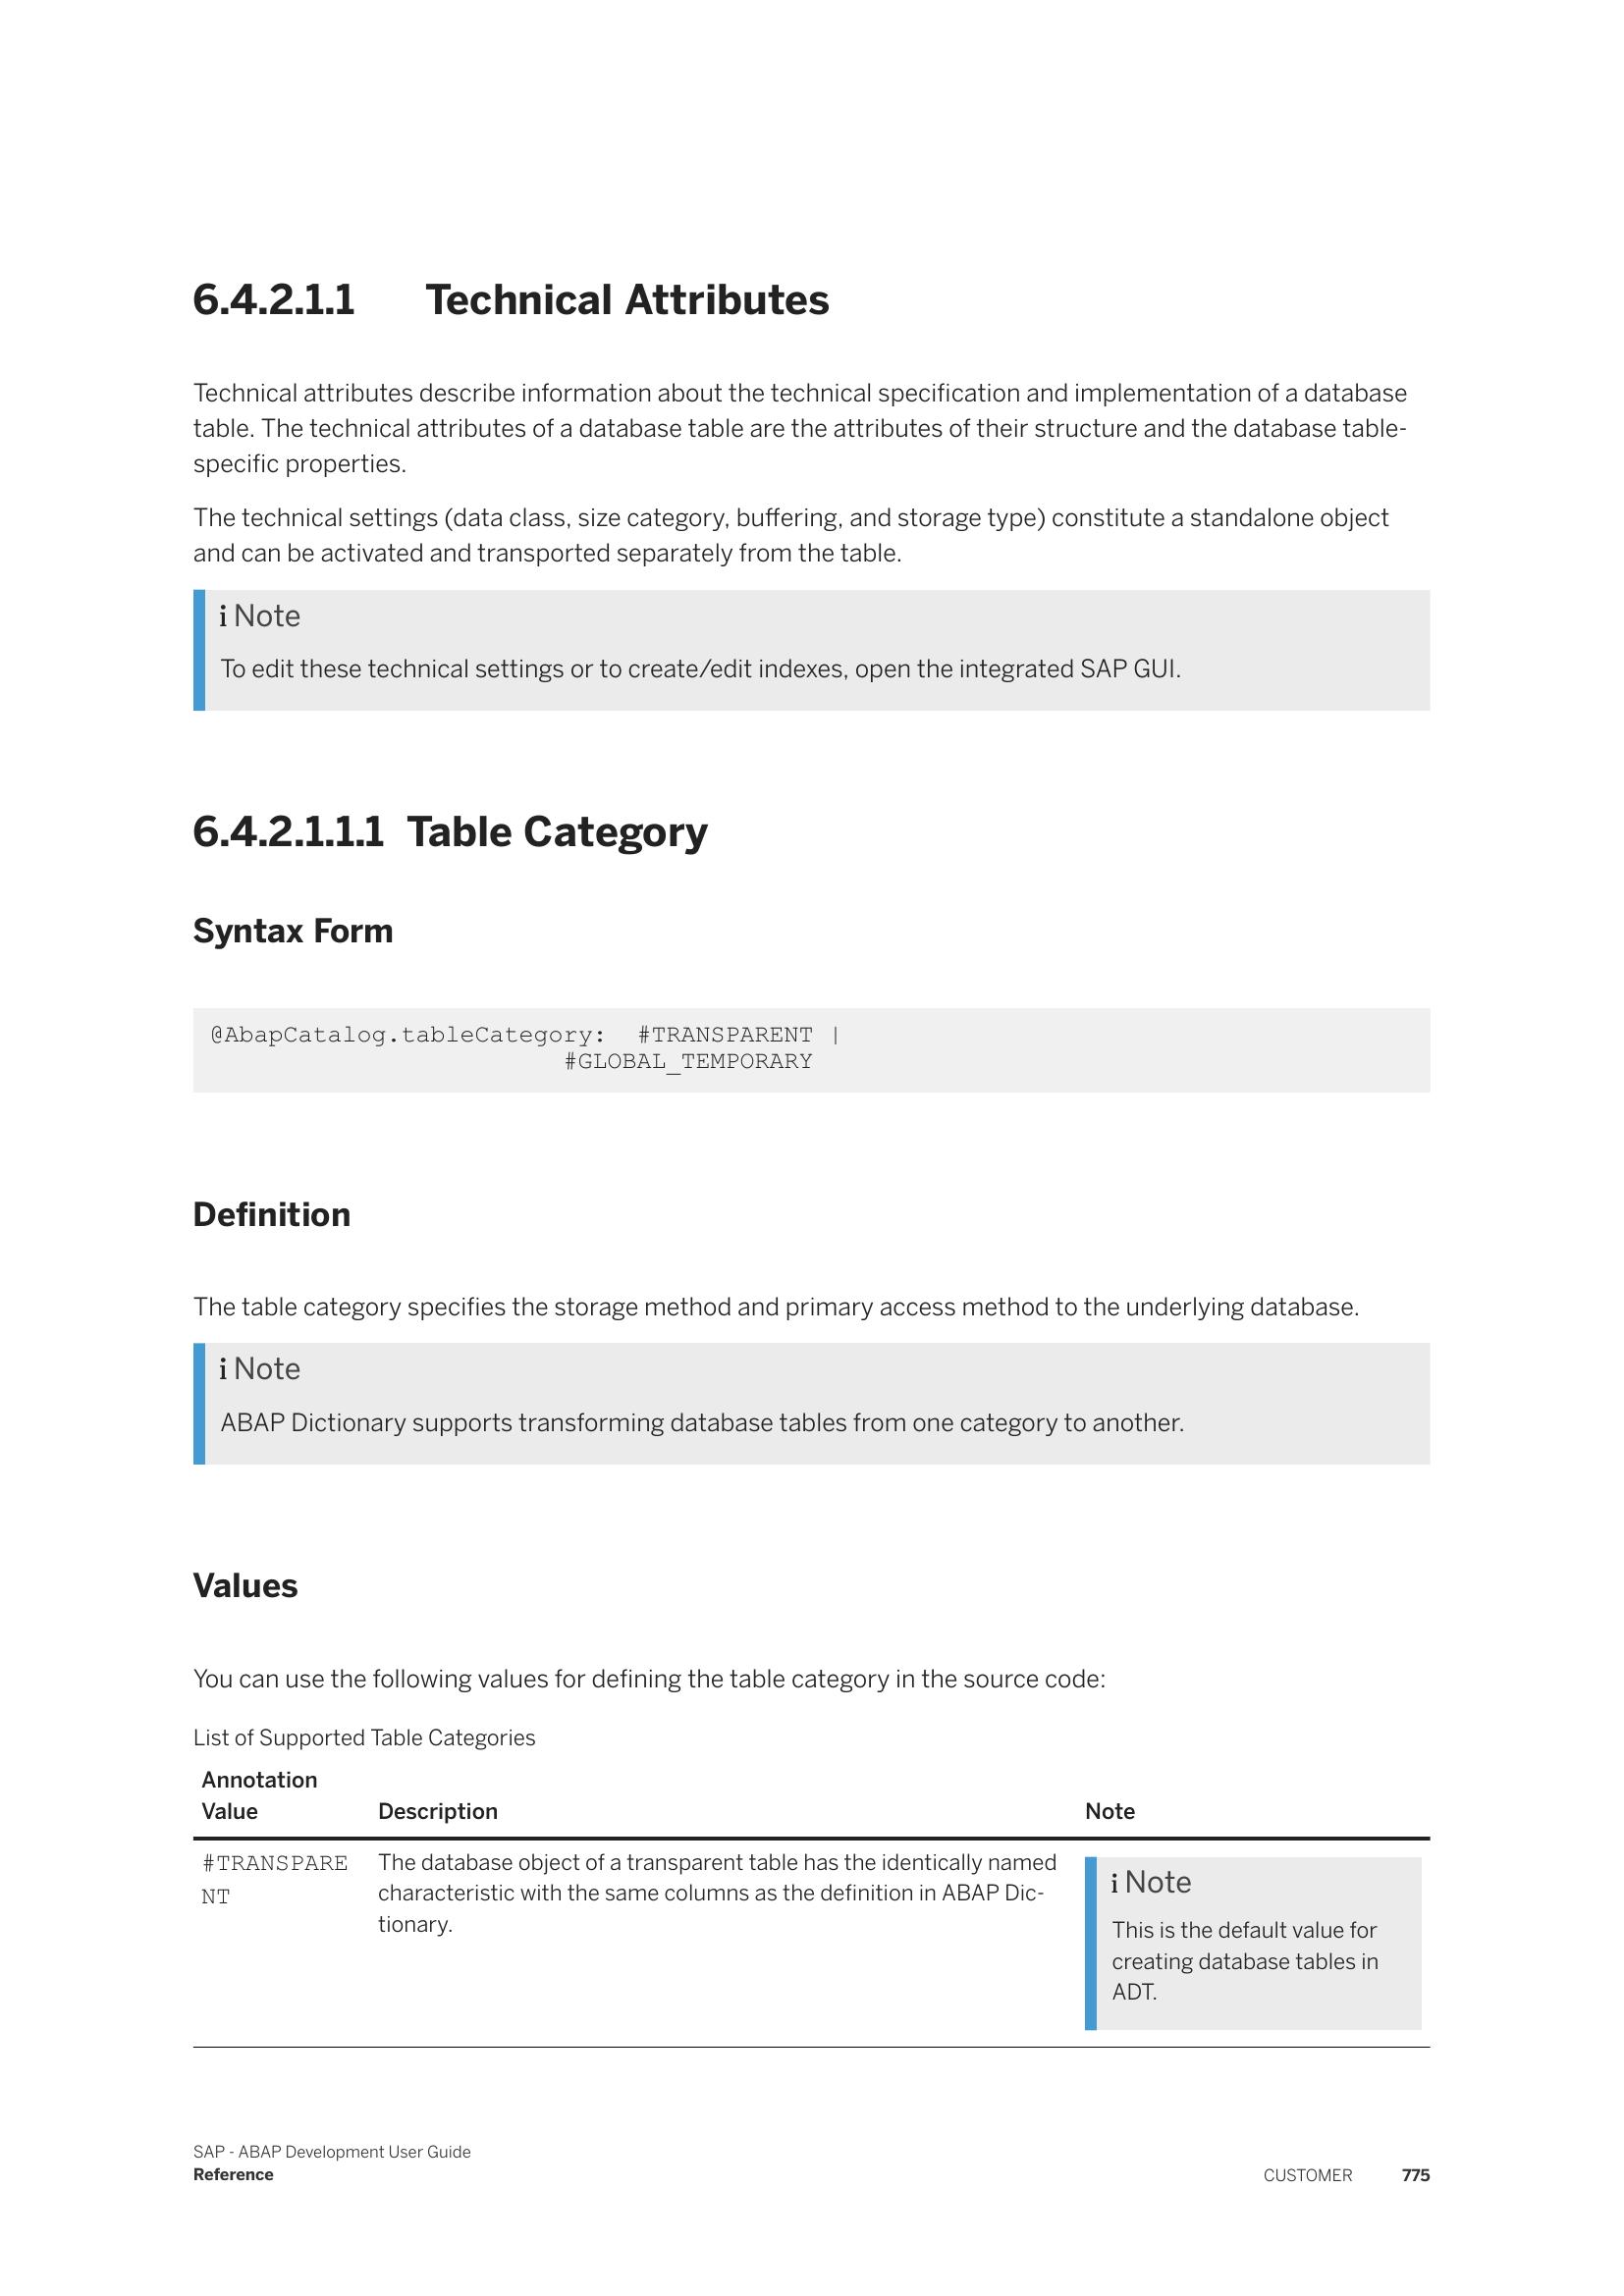 6.4.2.1.1 Technical Attributes
Technical attributes describe information about the technical specification and implementation of a database
table. The technical attributes of a database table are the attributes of their structure and the database table-
specific properties.
The technical settings (data class, size category, buffering, and storage type) constitute a standalone object
and can be activated and transported separately from the table.
i Note
To edit these technical settings or to create/edit indexes, open the integrated SAP GUI.
6.4.2.1.1.1 Table Category
Syntax Form
@AbapCatalog.tableCategory: #TRANSPARENT |
#GLOBAL_TEMPORARY
Definition
The table category specifies the storage method and primary access method to the underlying database.
i Note
ABAP Dictionary supports transforming database tables from one category to another.
Values
You can use the following values for defining the table category in the source code:
List of Supported Table Categories
Annotation
Value Description Note
#TRANSPARE
NT
The database object of a transparent table has the identically named
characteristic with the same columns as the definition in ABAP Dic-
tionary.
i Note
This is the default value for
creating database tables in
ADT.
SAP - ABAP Development User Guide
Reference
CUSTOMER 775